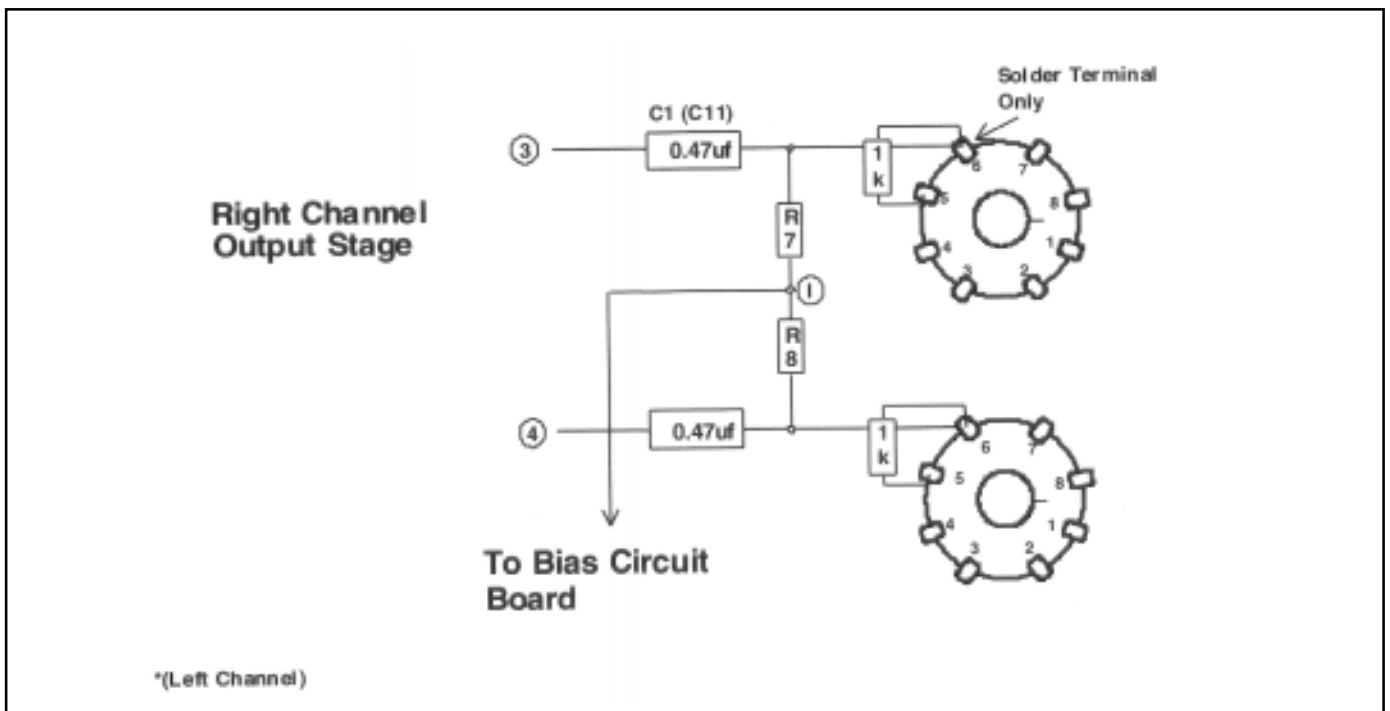 Solder Terminal
Only
C1 (C11)
3
0.47uf
1
k
6
7
5
8
4
1
3
2
Right Channel
Output Stage
R
7
1
R
8
4
0.47uf
1
k
6
7
5
8
4
1
3
2
To Bias Circuit
Board
*(Left Channel)